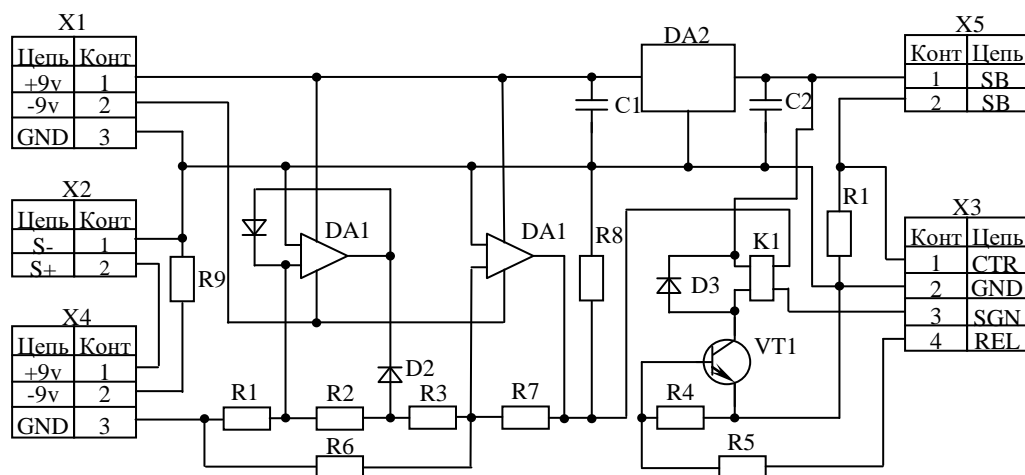 X1
Цепь Конт
+9v 1
-9v 2
GND 3
X2
Цепь Конт
S- 1
S+ 2
X4
Цепь Конт
+9v 1
-9v 2
GND 3
R9
DA1
DA1
DA2
C1
C2
R8
D2
R1
R2
R3
R7
R6
D3
K1
VT1
R4
R5
R1
X5
Конт Цепь
1 SB
2 SB
X3
Конт Цепь
1 CTR
2 GND
3 SGN
4 REL